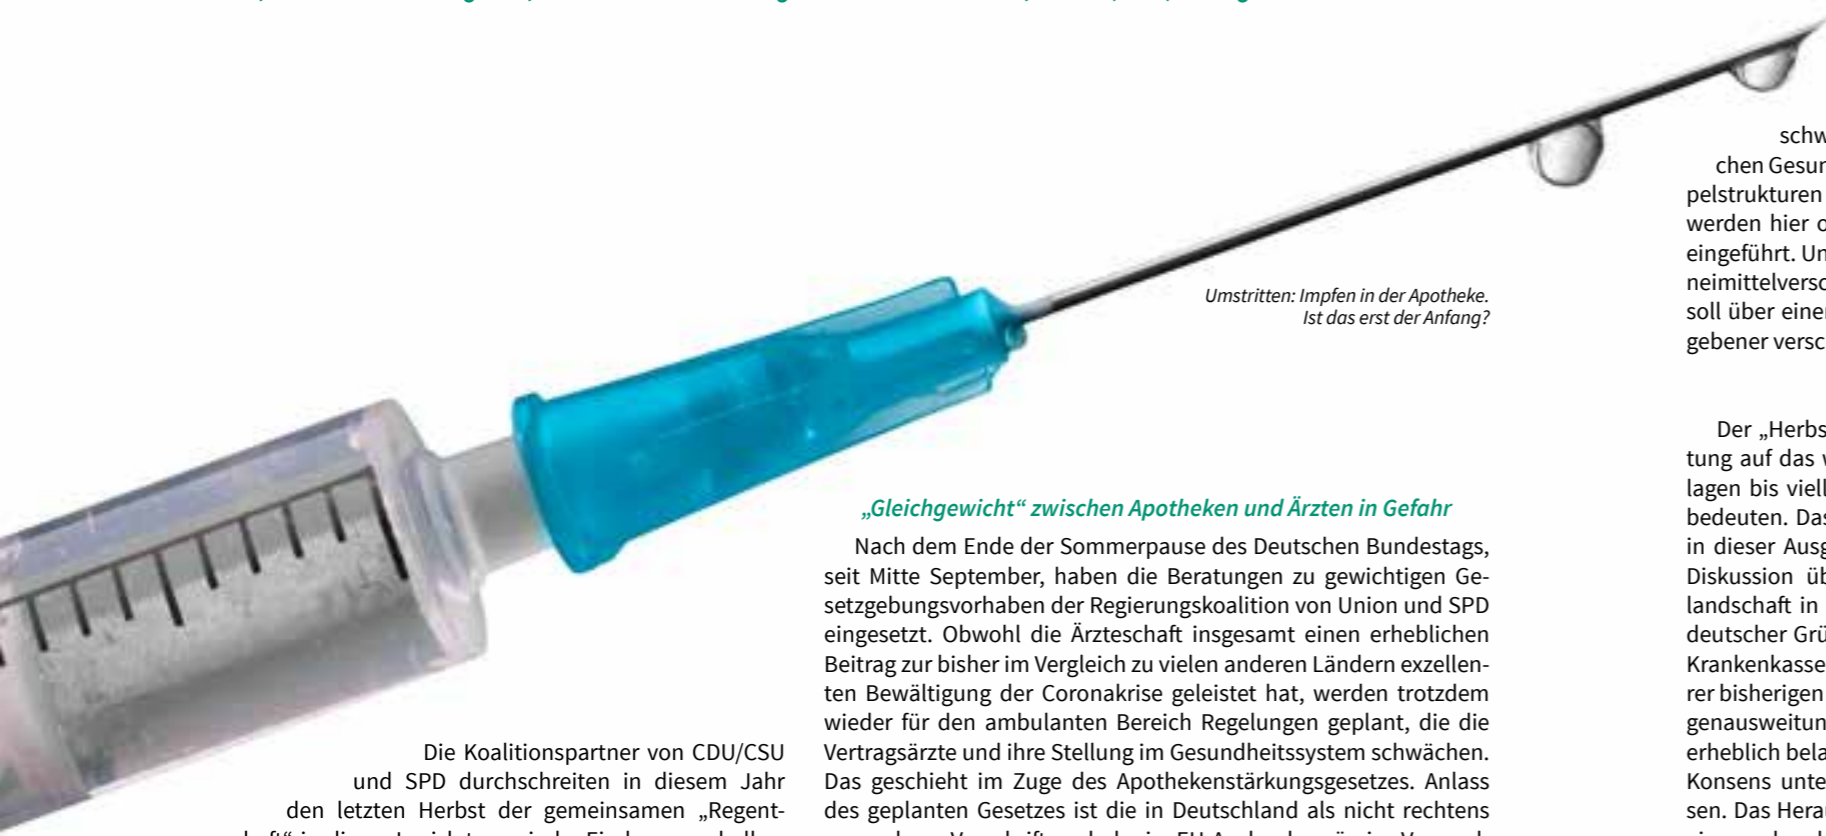 Umstritten: Impfen in der Apotheke.
Ist das erst der Anfang?
Die Koalitionspartner von CDU/CSU
und SPD durchschreiten in diesem Jahr
den letzten Herbst der gemeinsamen „Regent-
„Gleichgewicht“ zwischen Apotheken und Ärzten in Gefahr
Nach dem Ende der Sommerpause des Deutschen Bundestags,
seit Mitte September, haben die Beratungen zu gewichtigen Ge-
setzgebungsvorhaben der Regierungskoalition von Union und SPD
eingesetzt. Obwohl die Ärzteschaft insgesamt einen erheblichen
Beitrag zur bisher im Vergleich zu vielen anderen Ländern exzellen-
ten Bewältigung der Coronakrise geleistet hat, werden trotzdem
wieder für den ambulanten Bereich Regelungen geplant, die die
Vertragsärzte und ihre Stellung im Gesundheitssystem schwächen.
Das geschieht im Zuge des Apothekenstärkungsgesetzes. Anlass
des geplanten Gesetzes ist die in Deutschland als nicht rechtens
schw
chen Gesun
pelstrukturen
werden hier o
eingeführt. Un
neimittelverso
soll über eine
gebener versc
Der „Herbs
tung auf das
lagen bis viell
bedeuten. Das
in dieser Ausg
Diskussion üb
landschaft in
deutscher Grü
Krankenkasse
rer bisherigen
genausweitun
erheblich bela
Konsens unte
sen. Das Hera